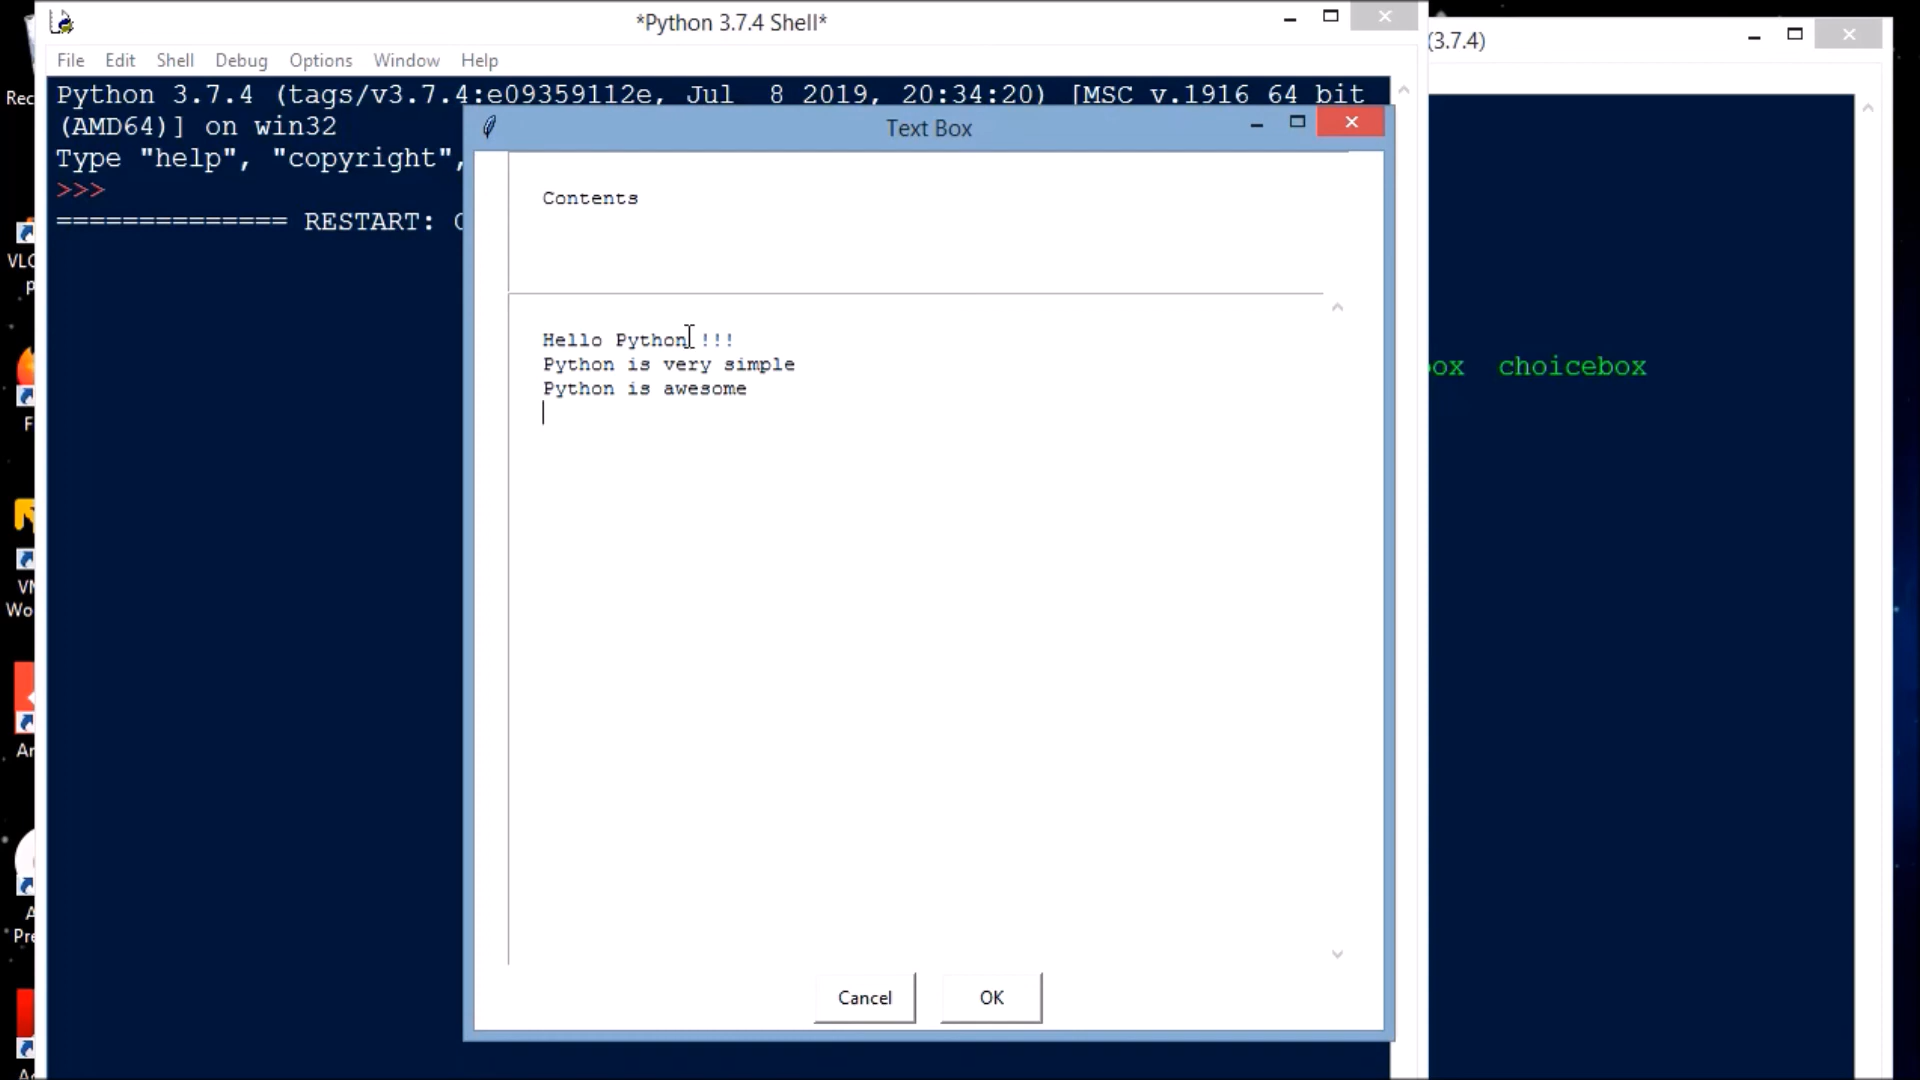 *Python 3.7.4 Shell*
(3.7.4)
File Edit Shell Debug Options Window Help
Python 3.7.4 (tags/v3.7.4:e09359112e, Jul  8 2019, 20:34:20) [MSC v.1916 64 bit
(AMD64)] on win32
Type "help", "copyright",
>>>
============== RESTART:
Text Box
Contents
Hello Python !!!
Python is very simple
Python is awesome
Cancel OK
choicebox